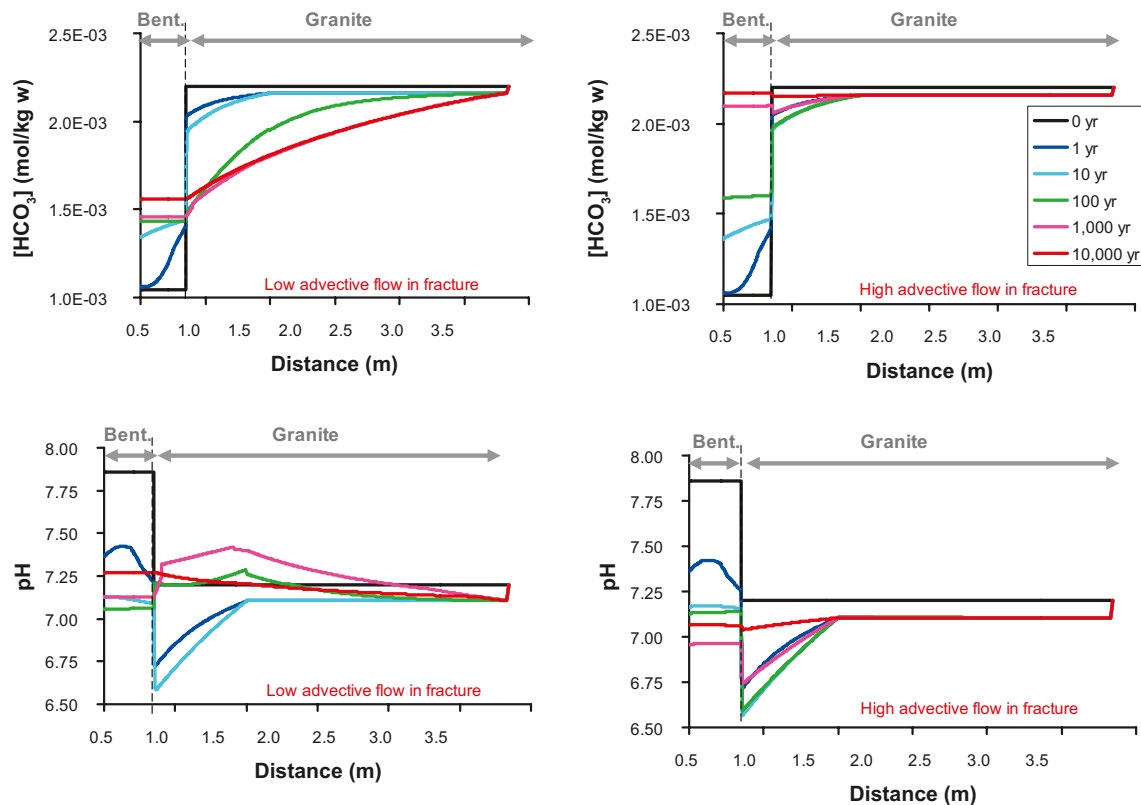 Bent. Granite
2.5E-03
2.0E-03
1.5E-03
1.0E-03
[HCO3] (mol/kg w)
Low advective flow in fracture
0.5 1.0 1.5 2.0 2.5 3.0 3.5
Distance (m)
Bent. Granite
2.5E-03
2.0E-03
1.5E-03
1.0E-03
[HCO3] (mol/kg w)
0 yr
1 yr
10 yr
100 yr
1,000 yr
10,000 yr
High advective flow in fracture
0.5 1.0 1.5 2.0 2.5 3.0 3.5
Distance (m)
Bent. Granite
8.00
7.75
7.50
7.25
7.00
6.75
6.50
pH
Low advective flow in fracture
0.5 1.0 2.0 2.5 3.0 3.5
Distance (m)
Bent. Granite
8.00
7.75
7.50
7.25
7.00
6.75
6.50
pH
High advective flow in fracture
0.5 1.0 2.0 2.5 3.0 3.5
Distance (m)